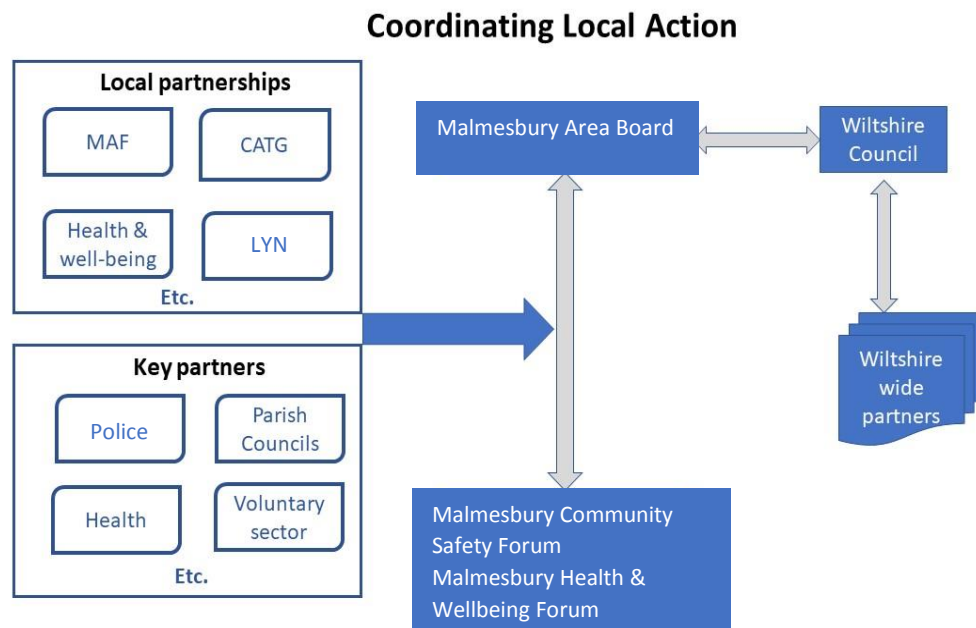 Coordinating Local Action
Local partnerships
MAF
CATG
Health &
well-being
LYN
Etc.
Key partners
Police
Parish
Councils
Health
Voluntary
sector
Etc.
Malmesbury Area Board
Wiltshire
Council
Wiltshire
wide
partners
Malmesbury Community
Safety Forum
Malmesbury Health &
Wellbeing Forum